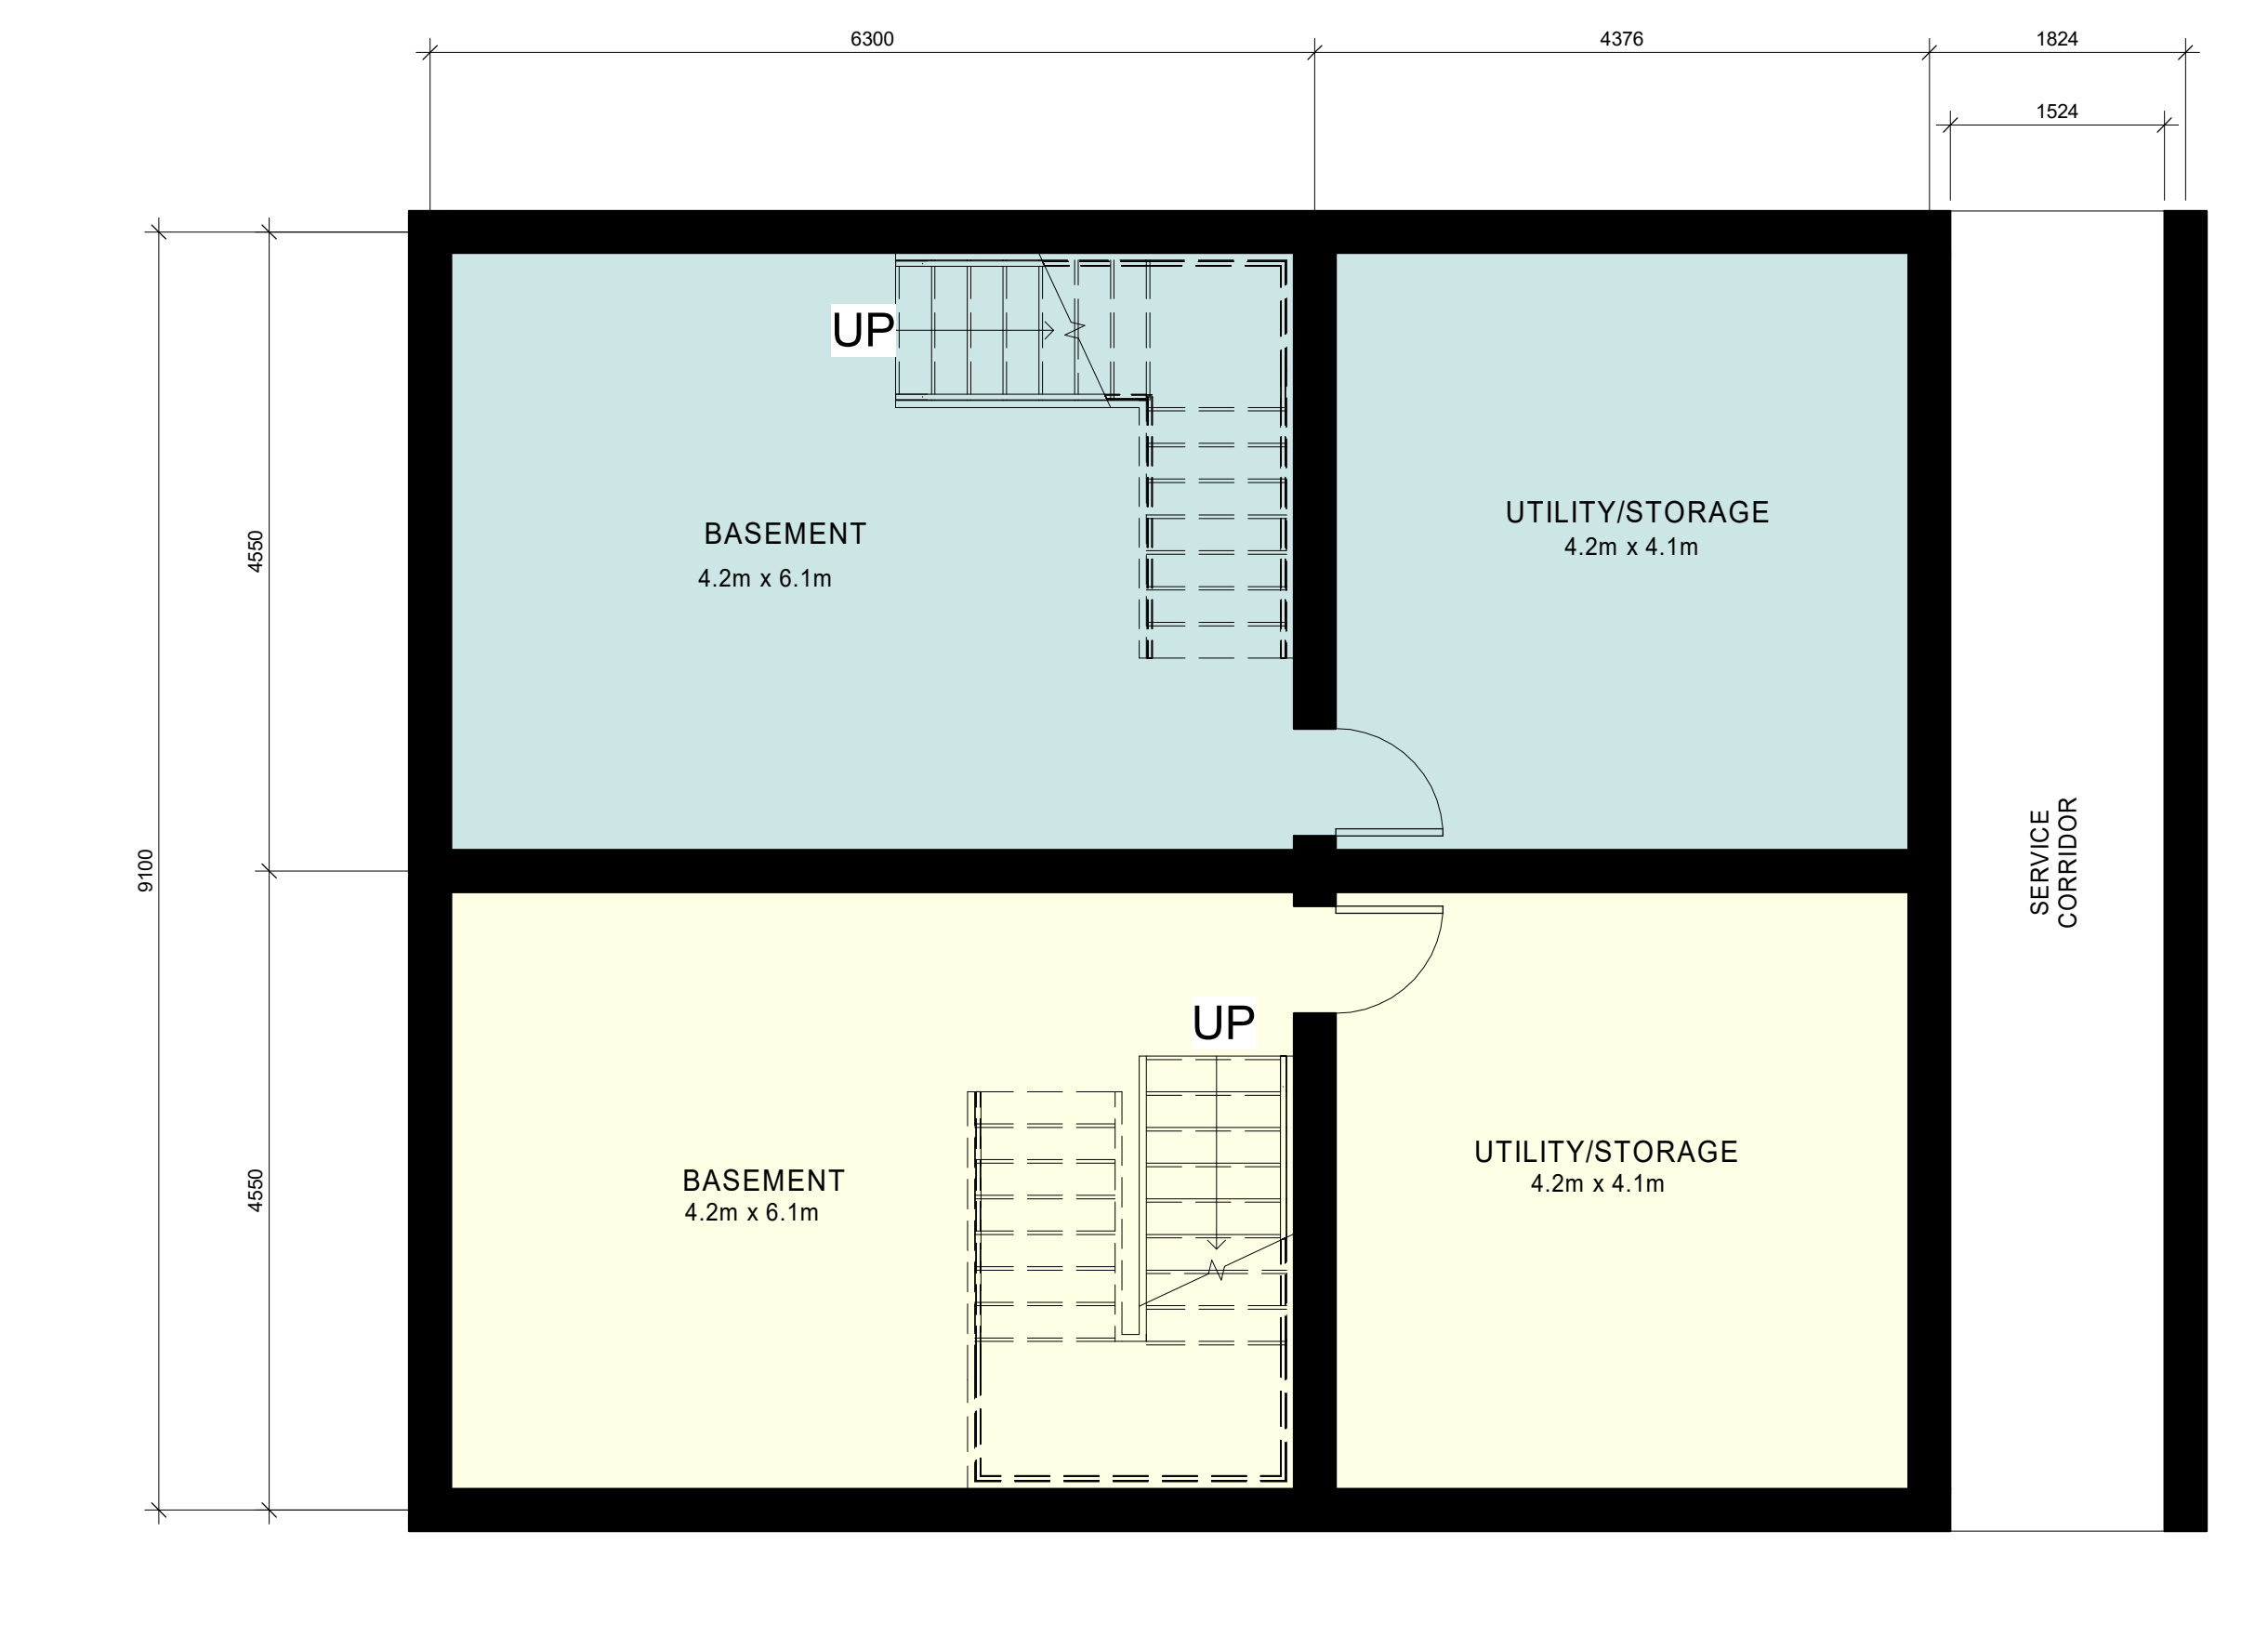 6300
4376
1824
1524
UP
BASEMENT
4.2m x 6.1m
UTILITY/STORAGE
4.2m x 4.1m
4550
9100
SERVICE
CORRIDOR
UP
BASEMENT
4.2m x 6.1m
UTILITY/STORAGE
4.2m x 4.1m
4550